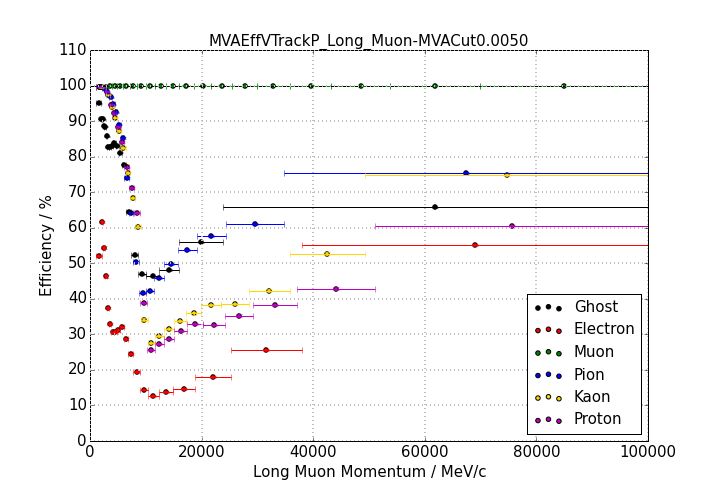 MVAEffVTrackP_Long_Muon-MVACut0.0050
110
100
90
80
70
60
50
40
30
20
10
0
Efficiency / %
0 20000 40000 60000 80000 100000
Long Muon Momentum / MeV/c
Ghost
Electron
Muon
Pion
Kaon
Proton